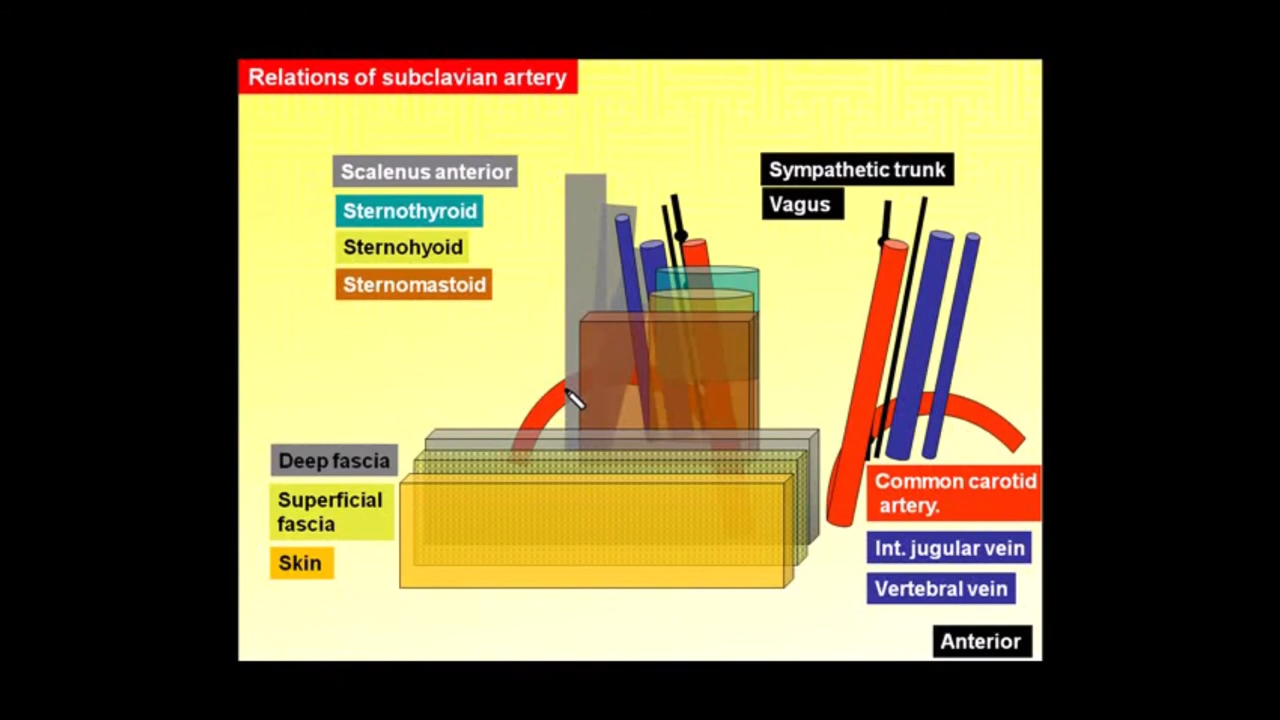 Relations of subclavian artery
Scalenus anterior
Sternothyroid
Sternohyoid
Sternomastoid
Sympathetic trunk
Vagus
Deep fascia
Superficial
fascia
Skin
Common carotid
artery.
Int. jugular vein
Vertebral vein
Anterior